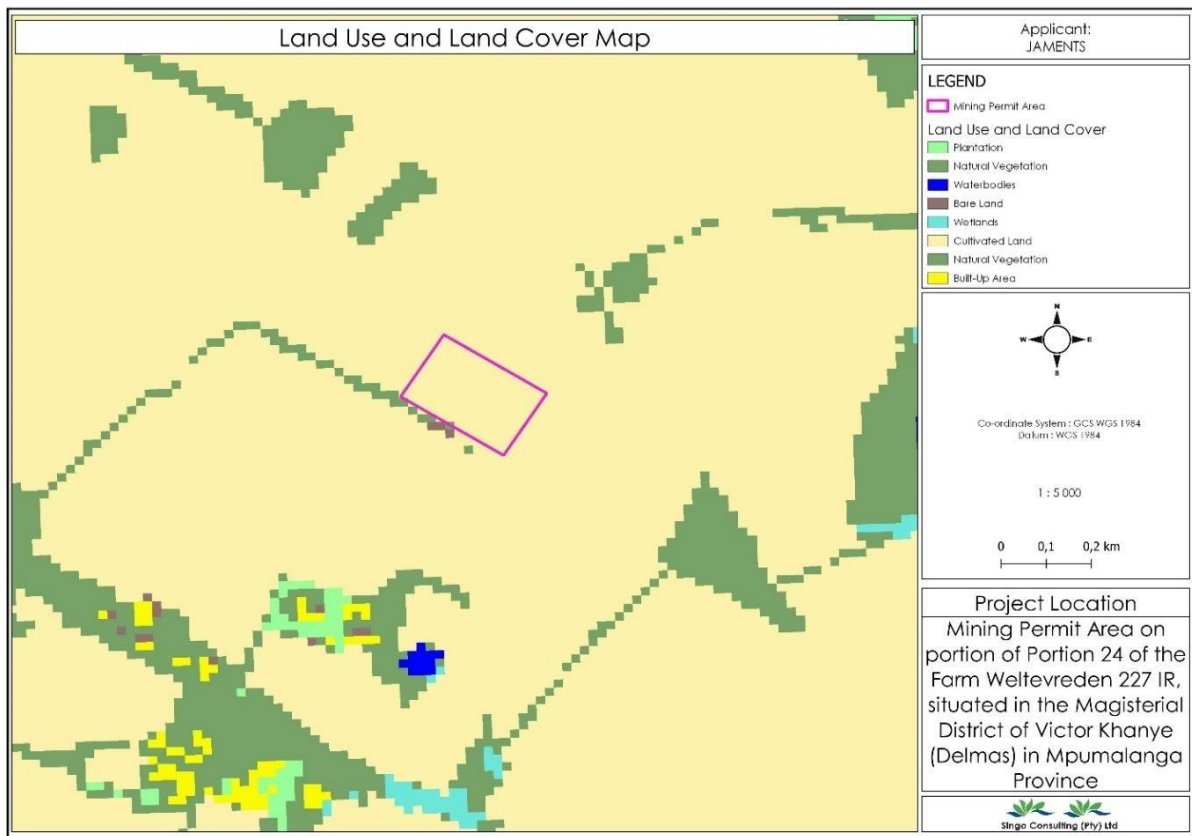 Land Use and Land Cover Map
Applicant:
JAMENTS
LEGEND
Mining Permit Area
Land Use and Land Cover
Plantation
Natural Vegetation
Waterbodies
Bare Land
Wetlands
Cultivated Land
Natural Vegetation
Built-Up Area
N
W E
S
Co-ordinate System : GCS WGS 1984
Datum : WGS 1984
1 : 5 000
0 0,1 0,2 km
Project Location
Mining Permit Area on
portion of Portion 24 of the
Farm Weltevreden 227 IR,
situated in the Magisterial
District of Victor Khanye
(Delmas) in Mpumalanga
Province
Singo Consulting (Pty) Ltd